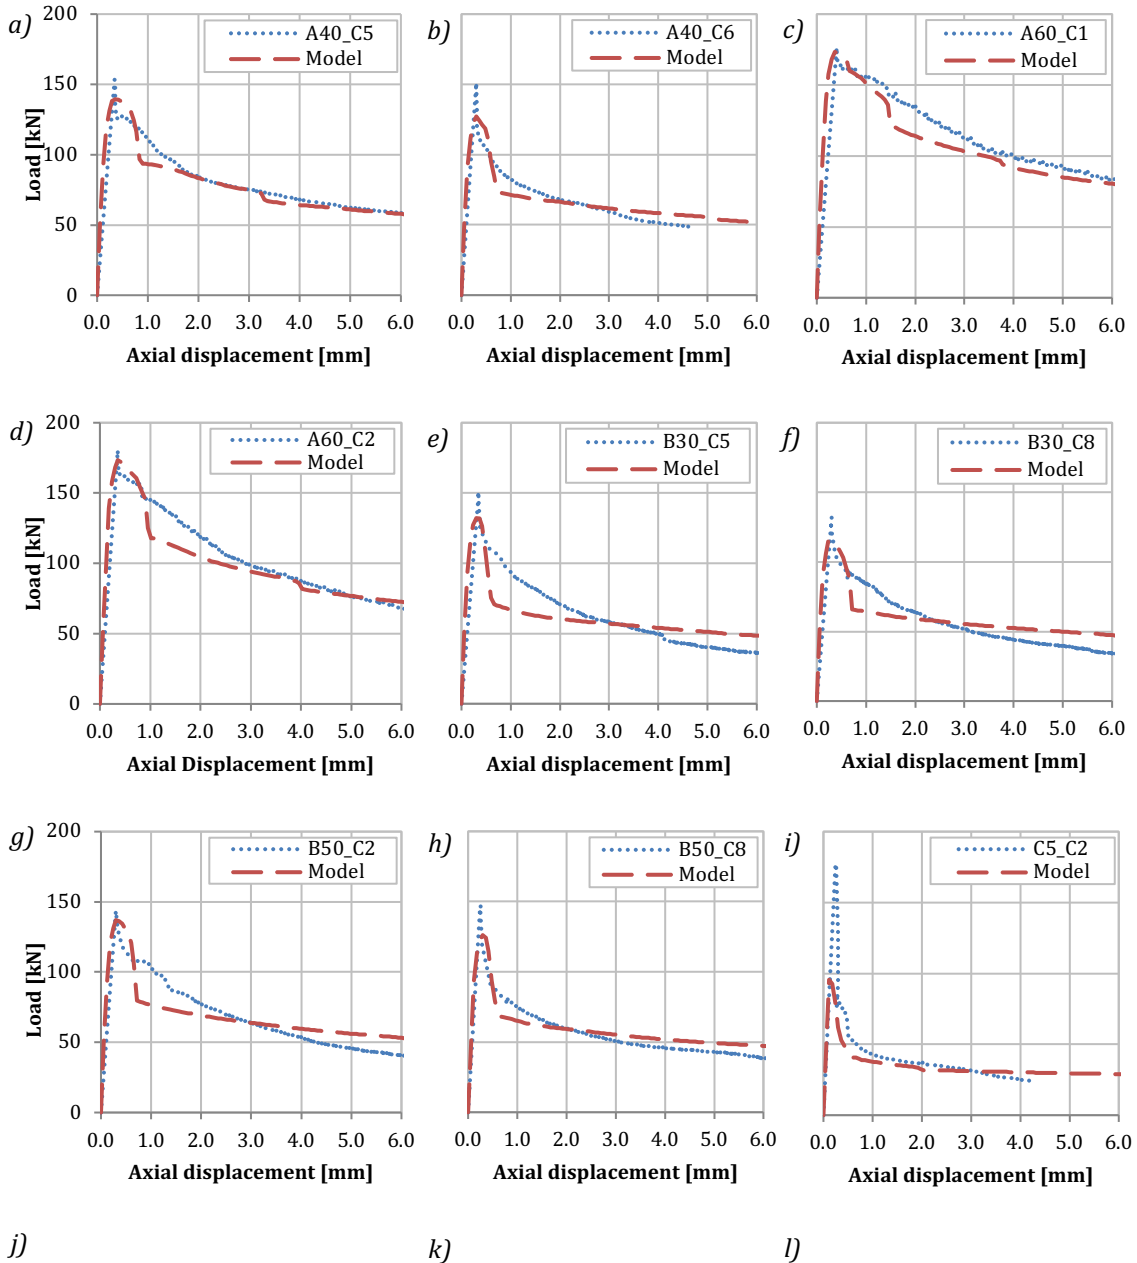 a)
200
150
100
50
0
Load [kN]
A40_C5
Model
0.0 1.0 2.0 3.0 4.0 5.0 6.0
Axial displacement [mm]
b)
A40_C6
Model
0.0 1.0 2.0 3.0 4.0 5.0 6.0
Axial displacement [mm]
c)
A60_C1
Model
0.0 1.0 2.0 3.0 4.0 5.0 6.0
Axial displacement [mm]
d)
200
150
100
50
0
Load [kN]
A60_C2
Model
0.0 1.0 2.0 3.0 4.0 5.0 6.0
Axial Displacement [mm]
e)
B30_C5
Model
0.0 1.0 2.0 3.0 4.0 5.0 6.0
Axial displacement [mm]
f)
B30_C8
Model
0.0 1.0 2.0 3.0 4.0 5.0 6.0
Axial displacement [mm]
g)
200
150
100
50
0
Load [kN]
B50_C2
Model
0.0 1.0 2.0 3.0 4.0 5.0 6.0
Axial displacement [mm]
h)
B50_C8
Model
0.0 1.0 2.0 3.0 4.0 5.0 6.0
Axial displacement [mm]
i)
C5_C2
Model
0.0 1.0 2.0 3.0 4.0 5.0 6.0
Axial displacement [mm]
j)
k)
l)